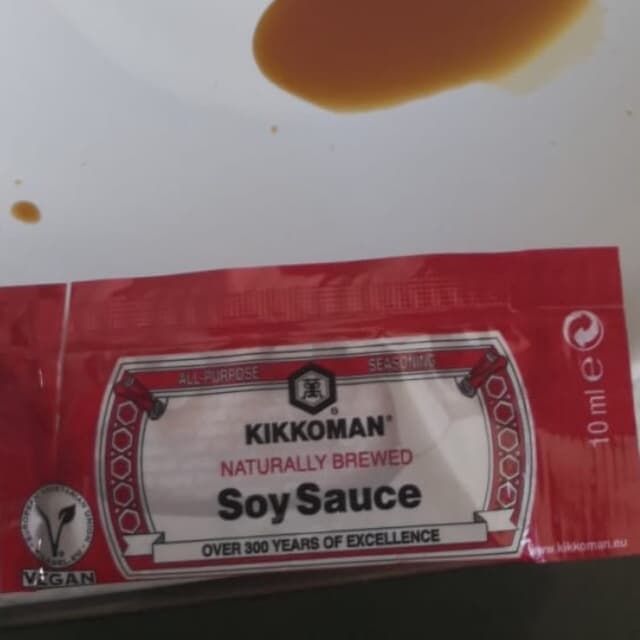 ALL-PURPOSE SEASONING
萬
KIKKOMAN®
NATURALLY BREWED
Soy Sauce
OVER 300 YEARS OF EXCELLENCE
VEGAN
10 ml e
www.kikkoman.eu